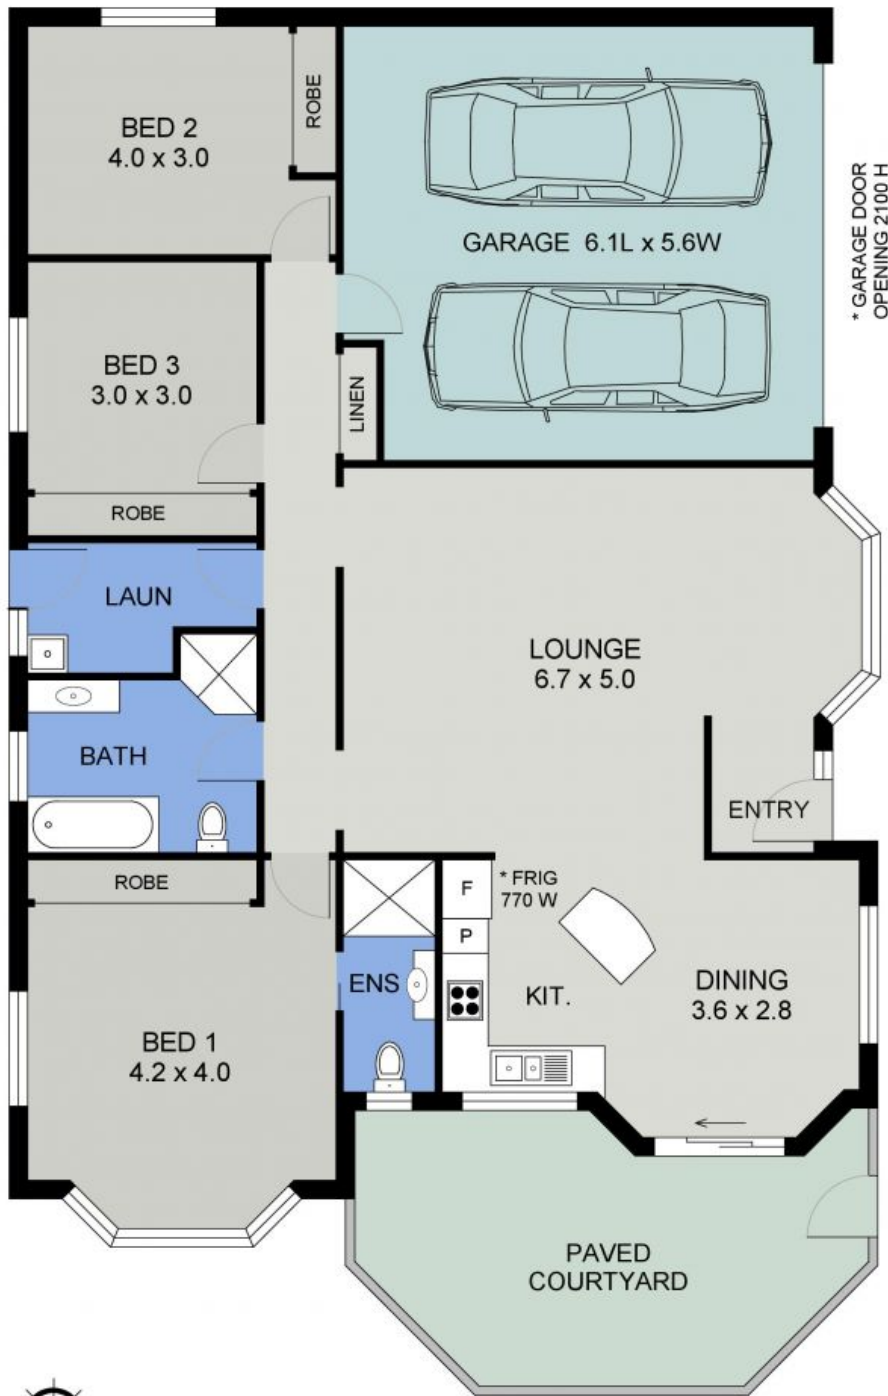 BED 2
4.0 x 3.0
ROBE
GARAGE 6.1L x 5.6W
* GARAGE DOOR
OPENING 2100 H
BED 3
3.0 x 3.0
LINEN
ROBE
LAUN
LOUNGE
6.7 x 5.0
BATH
ENTRY
ROBE
F
* FRIG
770 W
P
ENS
KIT.
DINING
3.6 x 2.8
BED 1
4.2 x 4.0
PAVED
COURTYARD